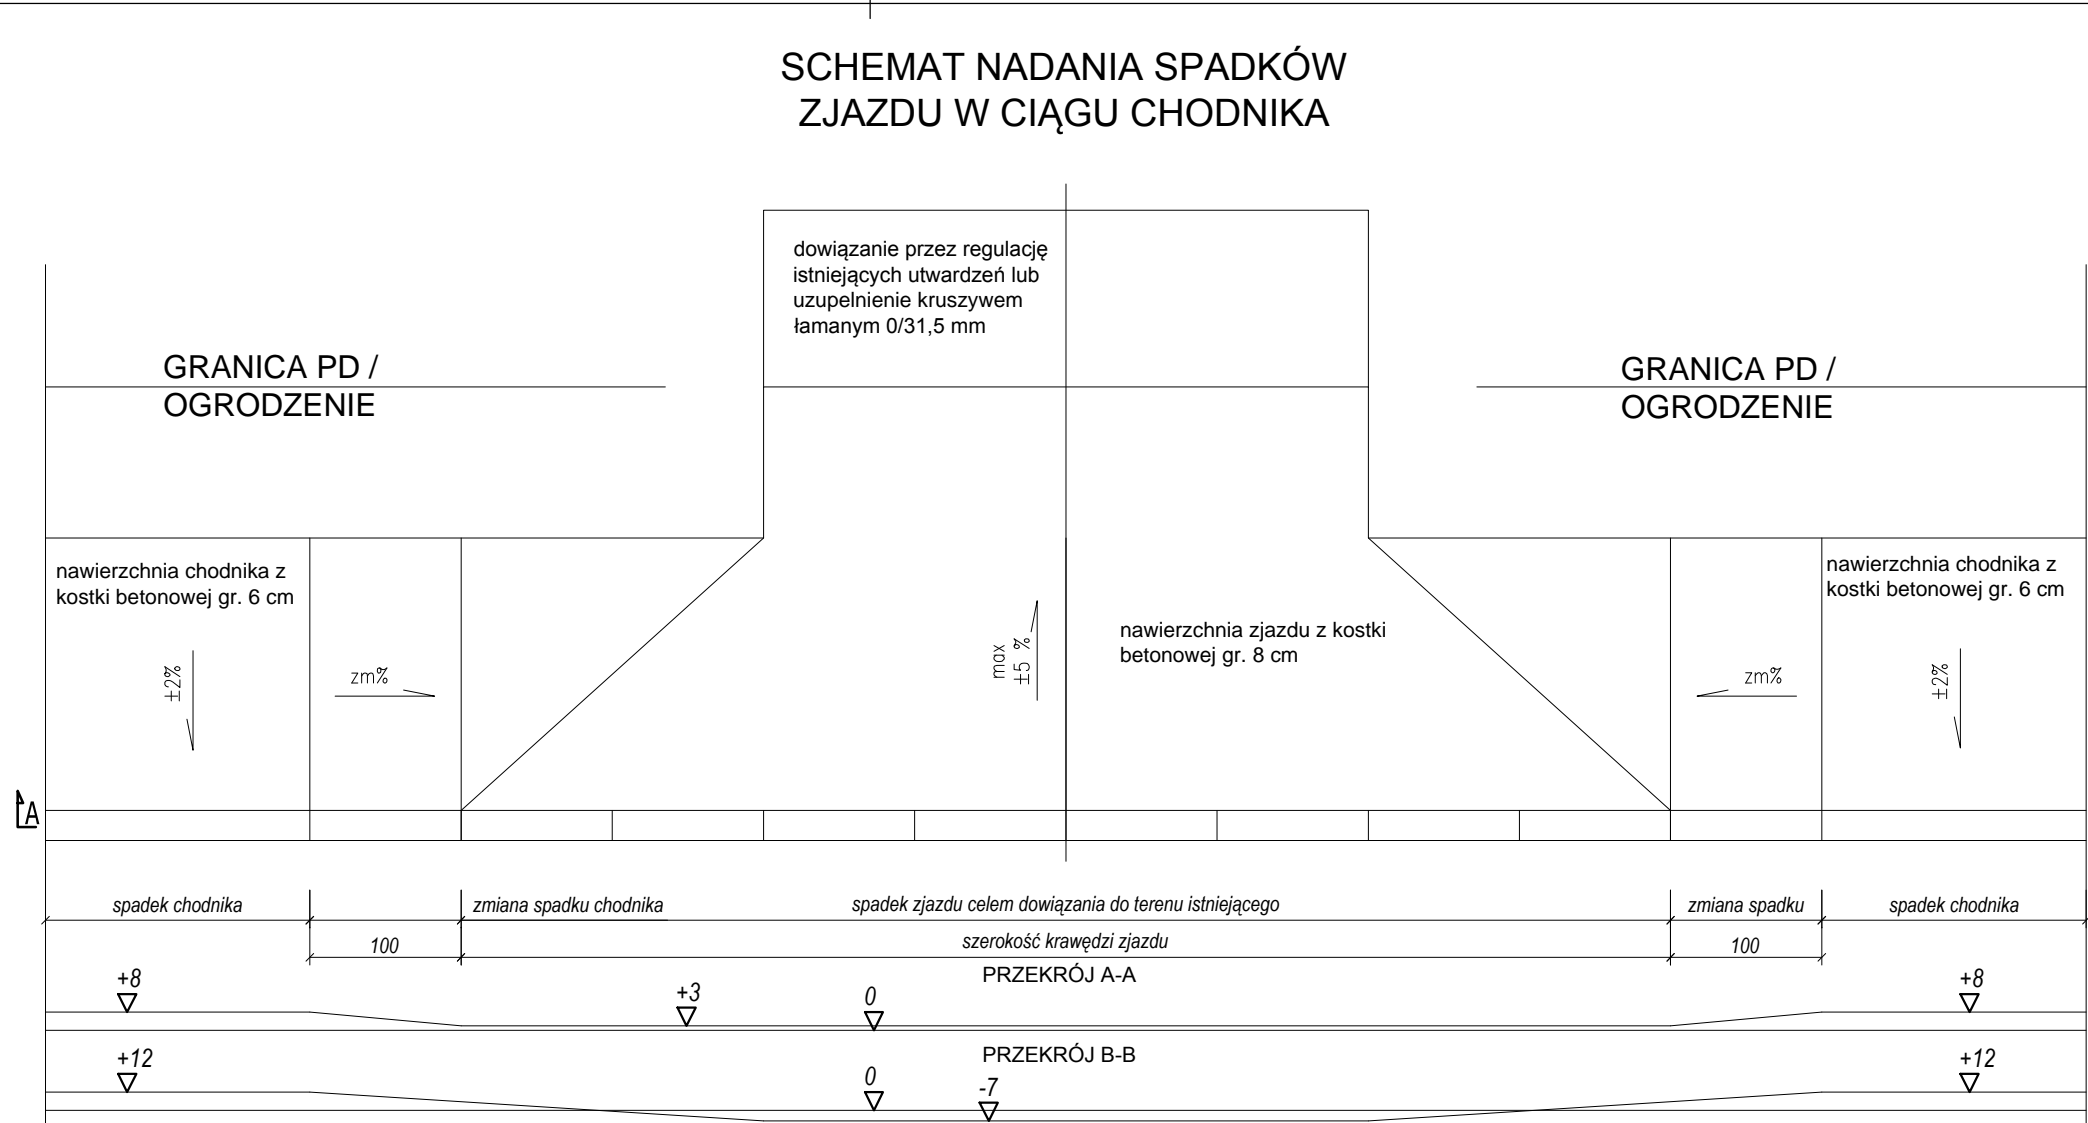 SCHEMAT NADANIA SPADKÓW
ZJAZDU W CIĄGU CHODNIKA
dowiązanie przez regulację
istniejących utwardzeń lub
uzupelnienie kruszywem
łamanym 0/31,5 mm
GRANICA PD /
OGRODZENIE
GRANICA PD /
OGRODZENIE
nawierzchnia chodnika z
kostki betonowej gr. 6 cm
nawierzchnia chodnika z
kostki betonowej gr. 6 cm
±2%
zm%
max
±5 %
nawierzchnia zjazdu z kostki
betonowej gr. 8 cm
zm%
±2%
A
spadek chodnika
zmiana spadku chodnika
spadek zjazdu celem dowiązania do terenu istniejącego
zmiana spadku
spadek chodnika
100
szerokość krawędzi zjazdu
100
PRZEKRÓJ A-A
+8
+3
0
+8
PRZEKRÓJ B-B
+12
0
-7
+12